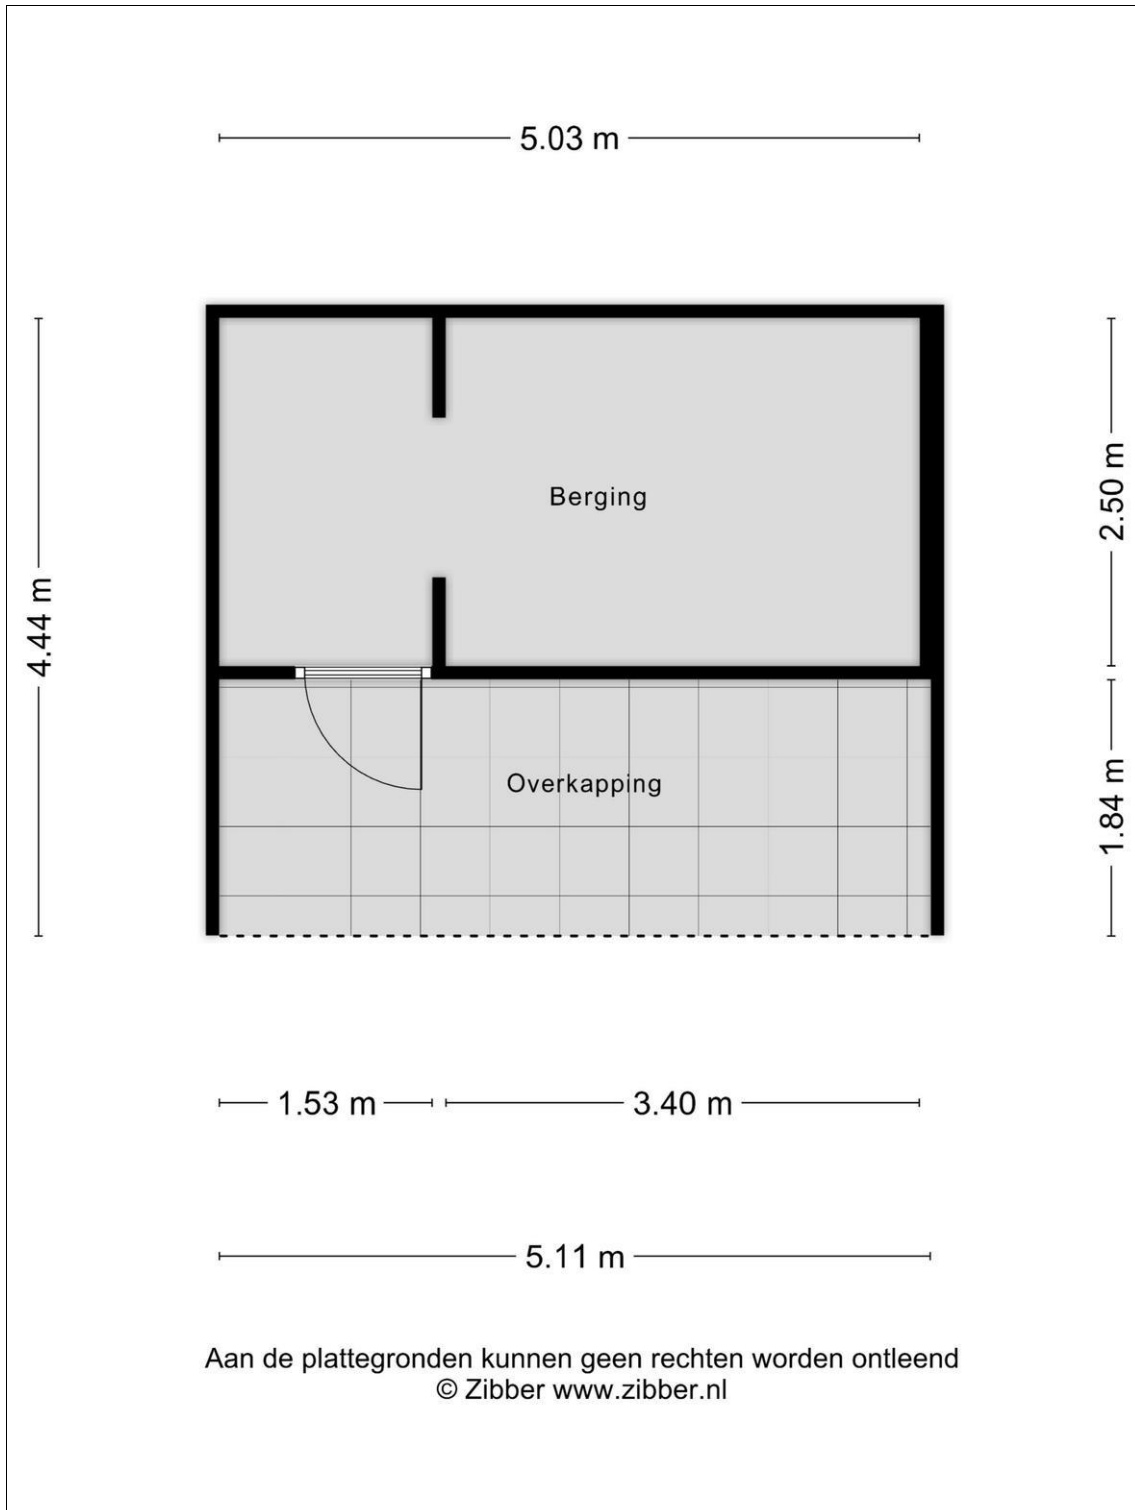 5.03 m
4.44 m
2.50 m
Berging
1.84 m
Overkapping
1.53 m
3.40 m
5.11 m
Aan de plattegronden kunnen geen rechten worden ontleend
© Zibber www.zibber.nl